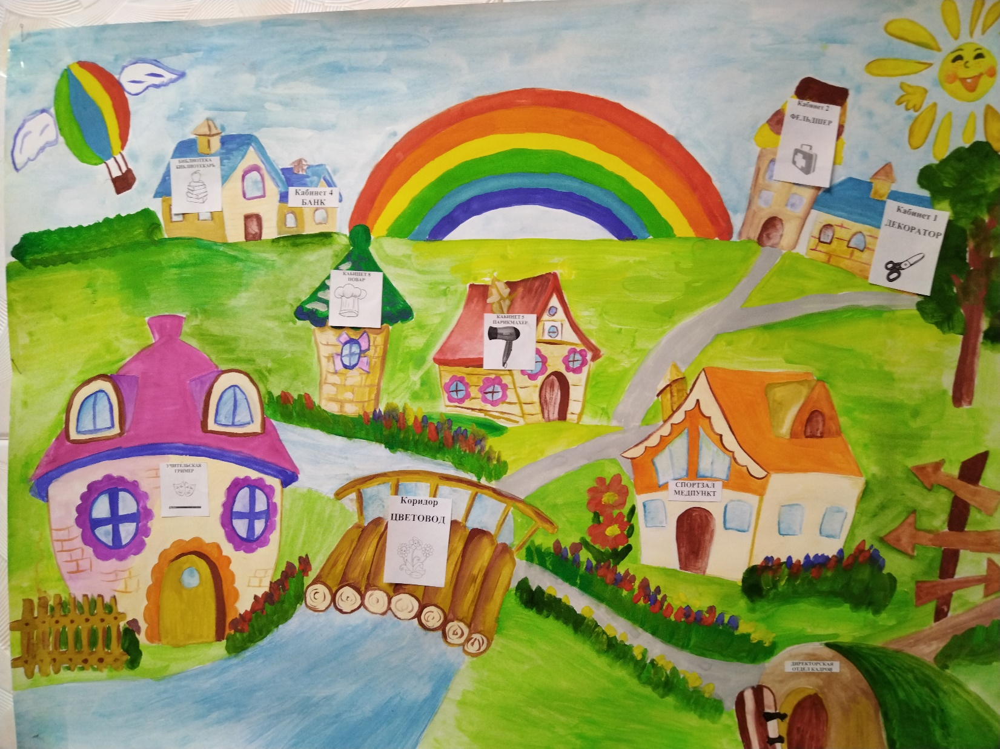 Кабинет 2
ФЕЛЬДШЕР
БИБЛИОТЕКА
БИБЛИОТЕКАРЬ
Кабинет 4
БАНК
Кабинет 1
ДЕКОРАТОР
КАБИНЕТ 8
ПОВАР
КАБИНЕТ 5
ПАРИКМАХЕР
УЧИТЕЛЬСКАЯ
ГРИМЕР
СПОРТЗАЛ
МЕДПУНКТ
Коридор
ЦВЕТОВОД
ДИРЕКТОРСКАЯ
ОТДЕЛ КАДРОВ